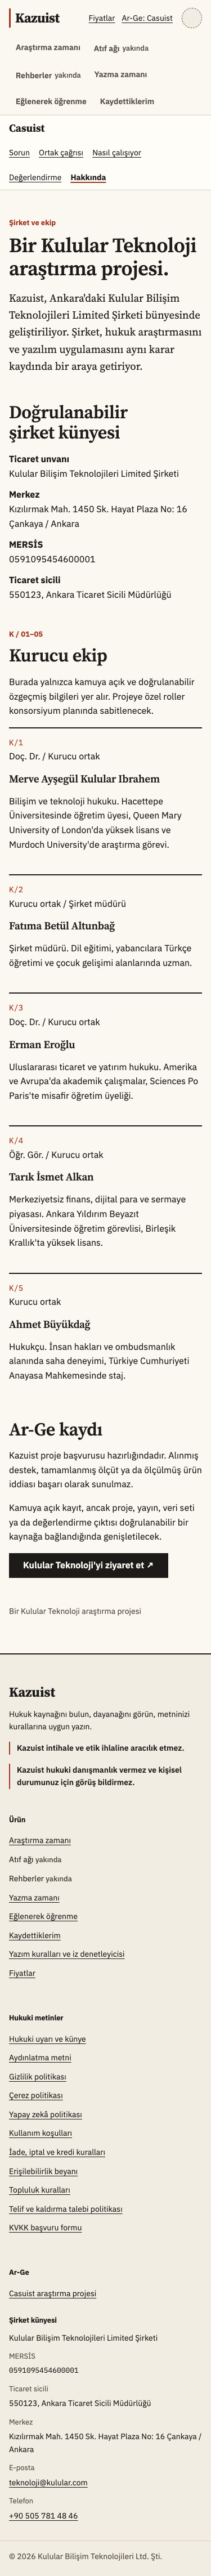 Kazuist
Fiyatlar Ar-Ge: Casuist
Araştırma zamanı Atıf ağı yakında
Rehberler yakında Yazma zamanı
Eğlenerek öğrenme Kaydettiklerim
Casuist
Sorun Ortak çağrısı Nasıl çalışıyor
Değerlendirme Hakkında
Şirket ve ekip
Bir Kulular Teknoloji
araştırma projesi.
Kazuist, Ankara'daki Kulular Bilişim
Teknolojileri Limited Şirketi bünyesinde
geliştiriliyor. Şirket, hukuk araştırmasını
ve yazılım uygulamasını aynı karar
kaydında bir araya getiriyor.
Doğrulanabilir
şirket künyesi
Ticaret unvanı
Kulular Bilişim Teknolojileri Limited Şirketi
Merkez
Kızılırmak Mah. 1450 Sk. Hayat Plaza No: 16
Çankaya / Ankara
MERSİS
0591095454600001
Ticaret sicili
550123, Ankara Ticaret Sicili Müdürlüğü
K / 01–05
Kurucu ekip
Burada yalnızca kamuya açık ve doğrulanabilir
özgeçmiş bilgileri yer alır. Projeye özel roller
konsorsiyum planında sabitlenecek.
K/1
Doç. Dr. / Kurucu ortak
Merve Ayşegül Kulular Ibrahem
Bilişim ve teknoloji hukuku. Hacettepe
Üniversitesinde öğretim üyesi, Queen Mary
University of London'da yüksek lisans ve
Murdoch University'de araştırma görevi.
K/2
Kurucu ortak / Şirket müdürü
Fatıma Betül Altunbağ
Şirket müdürü. Dil eğitimi, yabancılara Türkçe
öğretimi ve çocuk gelişimi alanlarında uzman.
K/3
Doç. Dr. / Kurucu ortak
Erman Eroğlu
Uluslararası ticaret ve yatırım hukuku. Amerika
ve Avrupa'da akademik çalışmalar, Sciences Po
Paris'te misafir öğretim üyeliği.
K/4
Öğr. Gör. / Kurucu ortak
Tarık İsmet Alkan
Merkeziyetsiz finans, dijital para ve sermaye
piyasası. Ankara Yıldırım Beyazıt
Üniversitesinde öğretim görevlisi, Birleşik
Krallık'ta yüksek lisans.
K/5
Kurucu ortak
Ahmet Büyükdağ
Hukukçu. İnsan hakları ve ombudsmanlık
alanında saha deneyimi, Türkiye Cumhuriyeti
Anayasa Mahkemesinde staj.
Ar-Ge kaydı
Kazuist proje başvurusu hazırlığındadır. Alınmış
destek, tamamlanmış ölçüt ya da ölçülmüş ürün
iddiası başarı olarak sunulmaz.
Kamuya açık kayıt, ancak proje, yayın, veri seti
ya da değerlendirme çıktısı doğrulanabilir bir
kaynağa bağlandığında genişletilecek.
Kulular Teknoloji'yi ziyaret et ↗
Bir Kulular Teknoloji araştırma projesi
Kazuist
Hukuk kaynağını bulun, dayanağını görün, metninizi
kurallarına uygun yazın.
Kazuist intihale ve etik ihlaline aracılık etmez.
Kazuist hukuki danışmanlık vermez ve kişisel
durumunuz için görüş bildirmez.
Ürün
Araştırma zamanı
Atıf ağı yakında
Rehberler yakında
Yazma zamanı
Eğlenerek öğrenme
Kaydettiklerim
Yazım kuralları ve iz denetleyicisi
Fiyatlar
Hukuki metinler
Hukuki uyarı ve künye
Aydınlatma metni
Gizlilik politikası
Çerez politikası
Yapay zekâ politikası
Kullanım koşulları
İade, iptal ve kredi kuralları
Erişilebilirlik beyanı
Topluluk kuralları
Telif ve kaldırma talebi politikası
KVKK başvuru formu
Ar-Ge
Casuist araştırma projesi
Şirket künyesi
Kulular Bilişim Teknolojileri Limited Şirketi
MERSİS
0591095454600001
Ticaret sicili
550123, Ankara Ticaret Sicili Müdürlüğü
Merkez
Kızılırmak Mah. 1450 Sk. Hayat Plaza No: 16 Çankaya /
Ankara
E-posta
teknoloji@kulular.com
Telefon
+90 505 781 48 46
© 2026 Kulular Bilişim Teknolojileri Ltd. Şti.